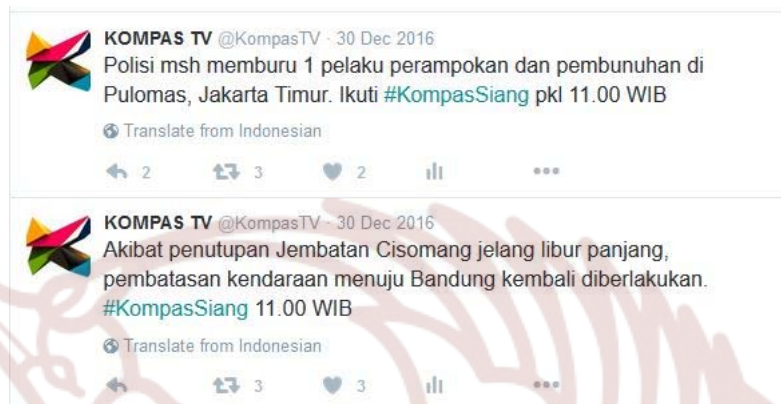 KOMPAS TV @KompasTV · 30 Dec 2016
Polisi msh memburu 1 pelaku perampokan dan pembunuhan di
Pulomas, Jakarta Timur. Ikuti #KompasSiang pkl 11.00 WIB
Translate from Indonesian
2 3 2
KOMPAS TV @KompasTV · 30 Dec 2016
Akibat penutupan Jembatan Cisomang jelang libur panjang,
pembatasan kendaraan menuju Bandung kembali diberlakukan.
#KompasSiang 11.00 WIB
Translate from Indonesian
3 3